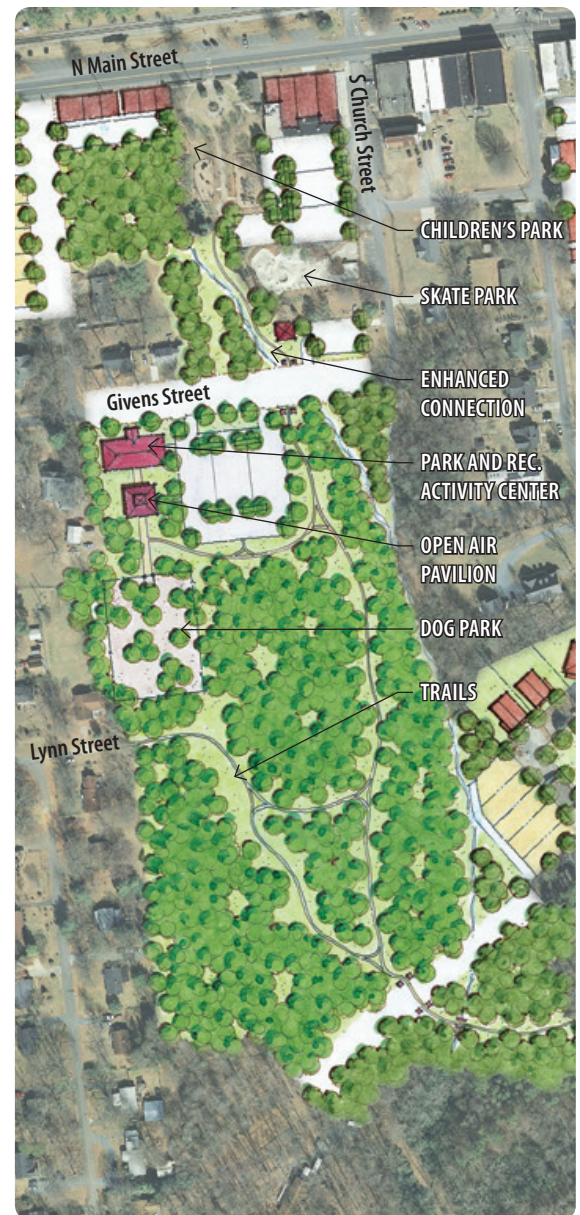 N Main Street
S Church Street
CHILDREN'S PARK
SKATE PARK
ENHANCED
CONNECTION
Givens Street
PARK AND REC.
ACTIVITY CENTER
OPEN AIR
PAVILION
DOG PARK
TRAILS
Lynn Street